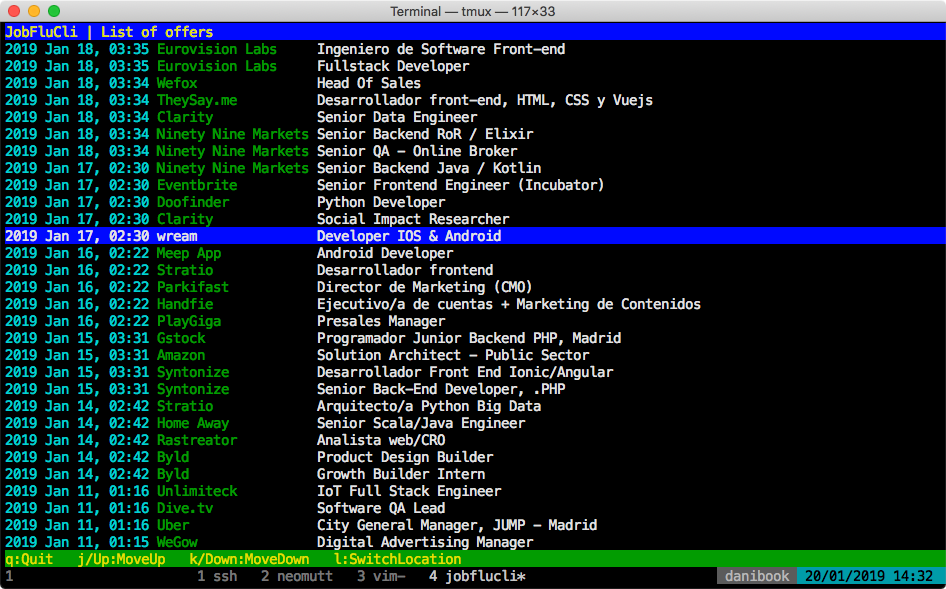 Terminal — tmux — 117×33
JobFluCli | List of offers
2019 Jan 18, 03:35 Eurovision Labs Ingeniero de Software Front-end
2019 Jan 18, 03:35 Eurovision Labs Fullstack Developer
2019 Jan 18, 03:34 Wefox Head Of Sales
2019 Jan 18, 03:34 TheySay.me Desarrollador front-end, HTML, CSS y Vuejs
2019 Jan 18, 03:34 Clarity Senior Data Engineer
2019 Jan 18, 03:34 Ninety Nine Markets Senior Backend RoR / Elixir
2019 Jan 18, 03:34 Ninety Nine Markets Senior QA - Online Broker
2019 Jan 17, 02:30 Ninety Nine Markets Senior Backend Java / Kotlin
2019 Jan 17, 02:30 Eventbrite Senior Frontend Engineer (Incubator)
2019 Jan 17, 02:30 Doofinder Python Developer
2019 Jan 17, 02:30 Clarity Social Impact Researcher
2019 Jan 17, 02:30 wream Developer IOS & Android
2019 Jan 16, 02:22 Meep App Android Developer
2019 Jan 16, 02:22 Stratio Desarrollador frontend
2019 Jan 16, 02:22 Parkifast Director de Marketing (CMO)
2019 Jan 16, 02:22 Handfie Ejecutivo/a de cuentas + Marketing de Contenidos
2019 Jan 16, 02:22 PlayGiga Presales Manager
2019 Jan 15, 03:31 Gstock Programador Junior Backend PHP, Madrid
2019 Jan 15, 03:31 Amazon Solution Architect - Public Sector
2019 Jan 15, 03:31 Syntonize Desarrollador Front End Ionic/Angular
2019 Jan 15, 03:31 Syntonize Senior Back-End Developer, .PHP
2019 Jan 14, 02:42 Stratio Arquitecto/a Python Big Data
2019 Jan 14, 02:42 Home Away Senior Scala/Java Engineer
2019 Jan 14, 02:42 Rastreator Analista web/CRO
2019 Jan 14, 02:42 Byld Product Design Builder
2019 Jan 14, 02:42 Byld Growth Builder Intern
2019 Jan 11, 01:16 Unlimiteck IoT Full Stack Engineer
2019 Jan 11, 01:16 Dive.tv Software QA Lead
2019 Jan 11, 01:16 Uber City General Manager, JUMP - Madrid
2019 Jan 11, 01:15 WeGow Digital Advertising Manager
q:Quit j/Up:MoveUp k/Down:MoveDown l:SwitchLocation
1 1 ssh 2 neomutt 3 vim- 4 jobflucli* danibook 20/01/2019 14:32